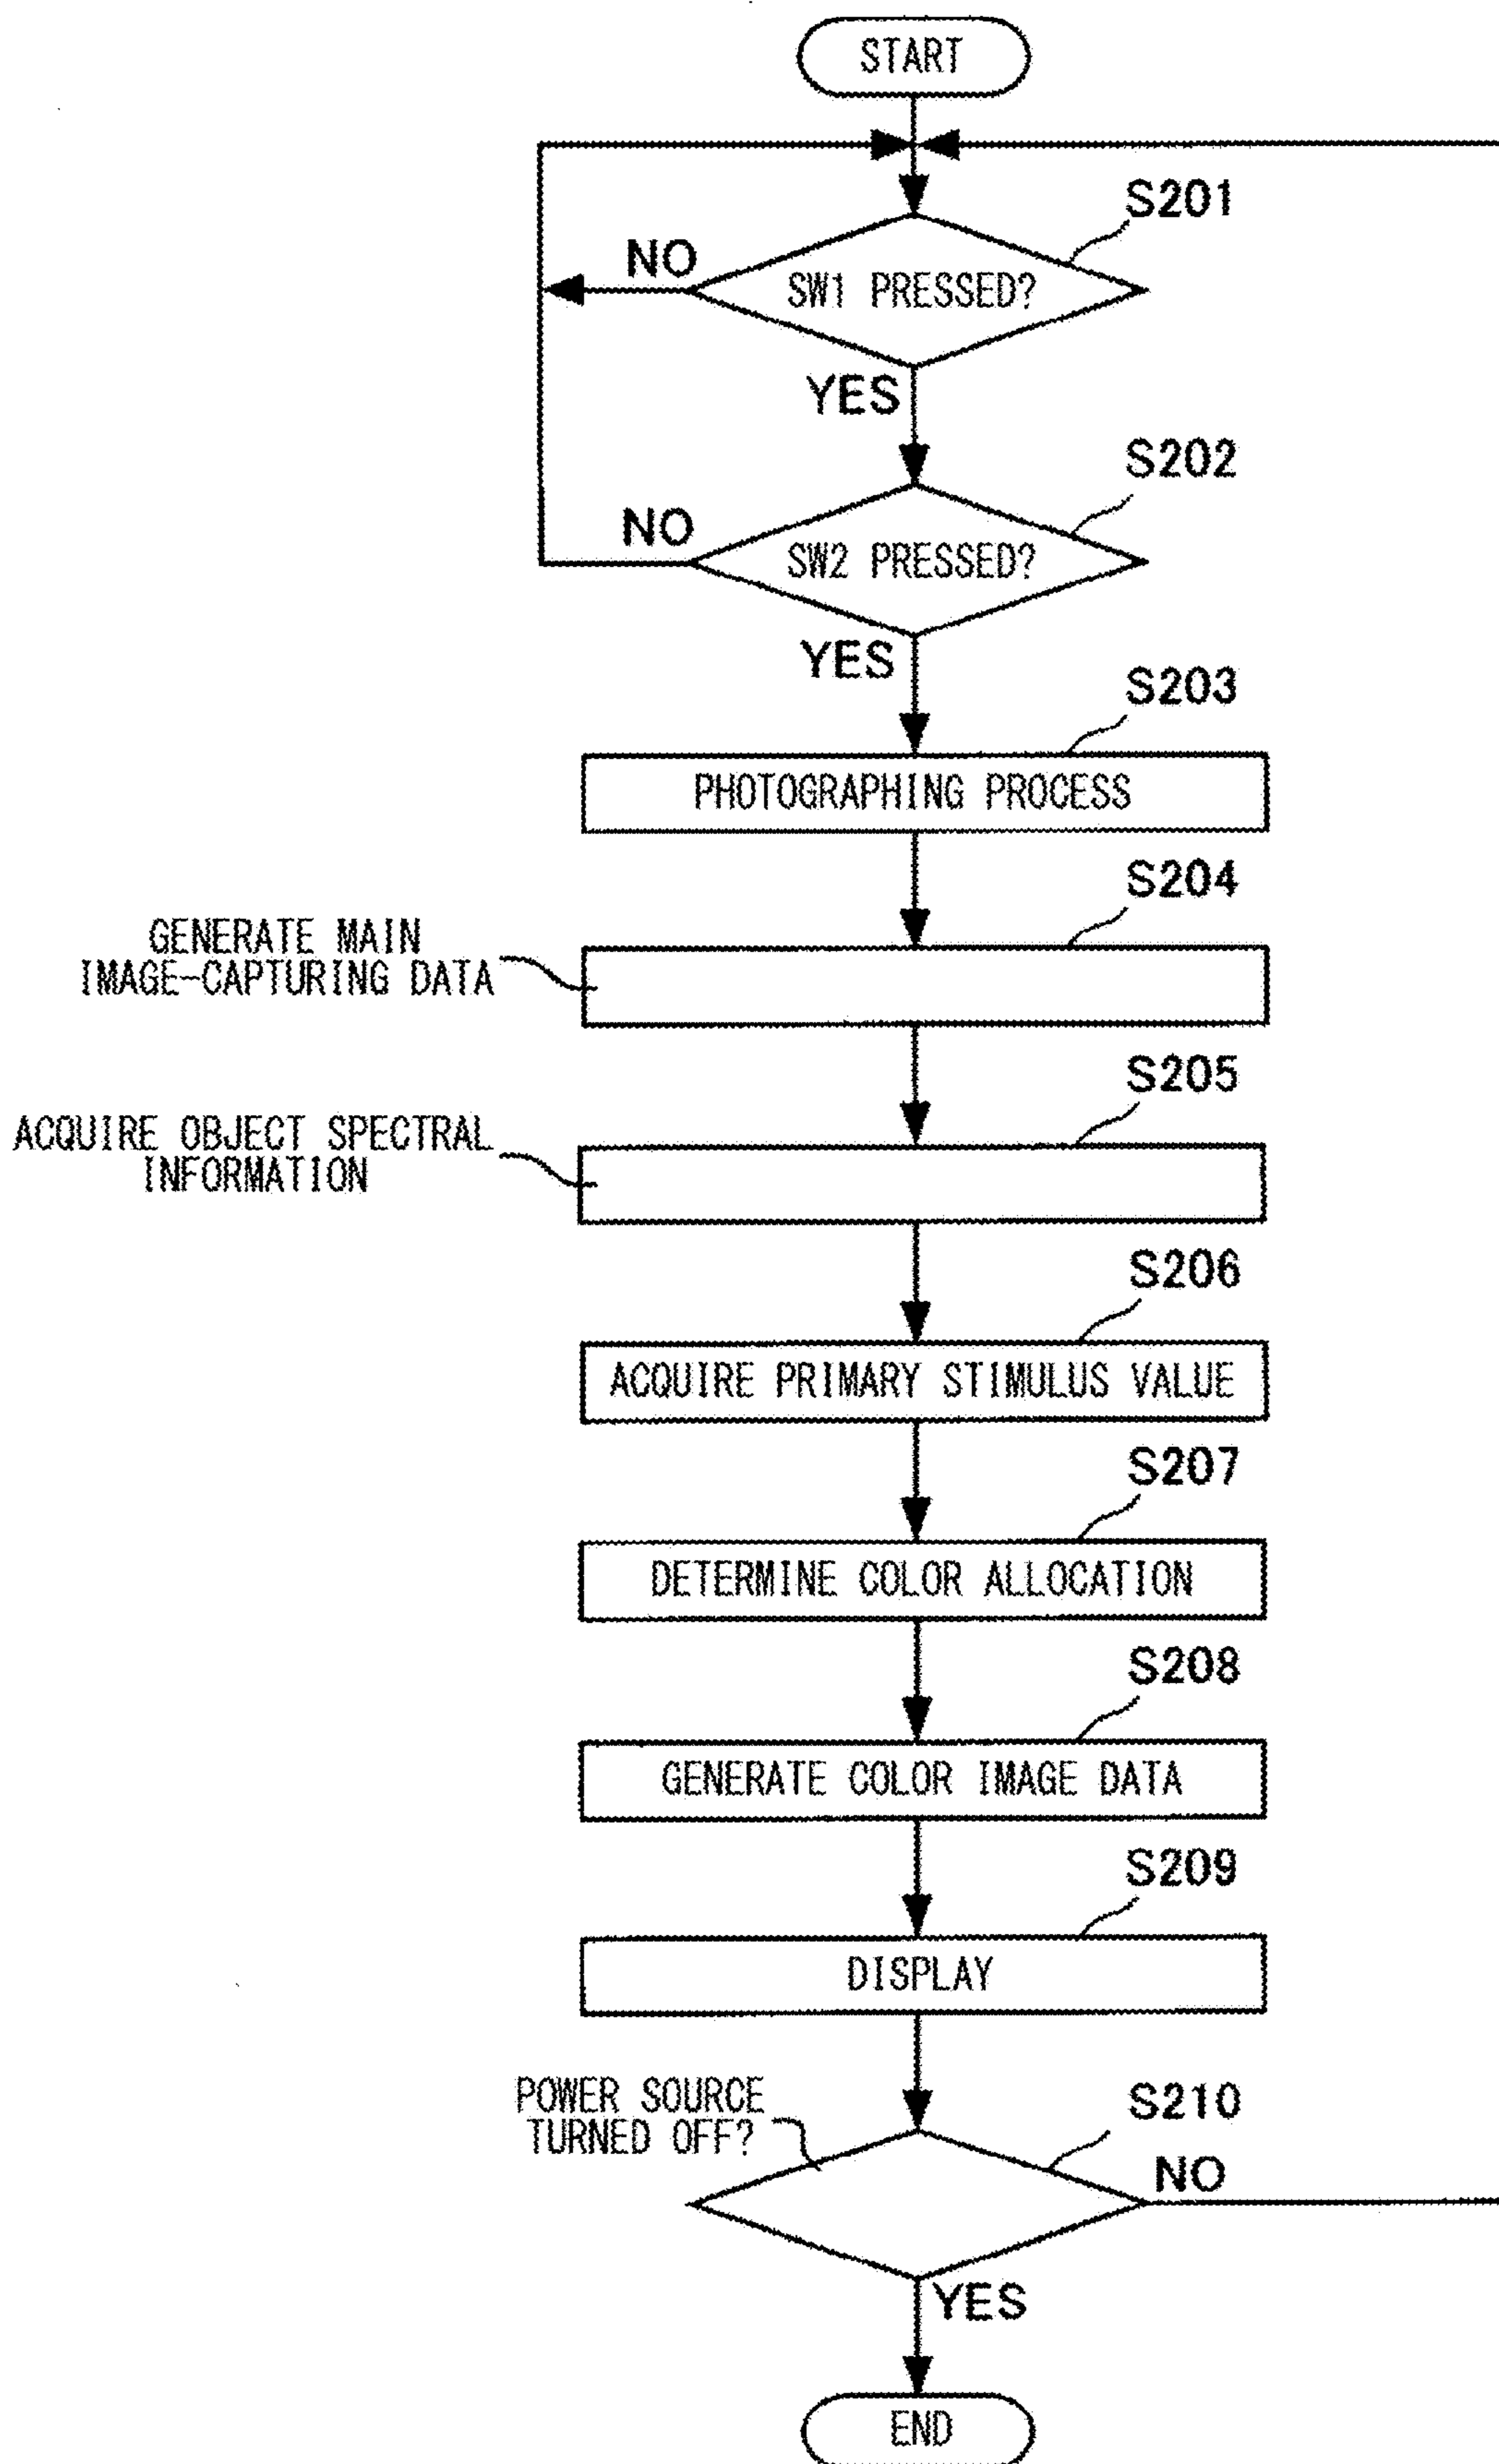 START
S201
NO
SW1 PRESSED?
YES
S202
NO
SW2 PRESSED?
YES
S203
PHOTOGRAPHING PROCESS
S204
GENERATE MAIN
IMAGE-CAPTURING DATA
S205
ACQUIRE OBJECT SPECTRAL
INFORMATION
S206
ACQUIRE PRIMARY STIMULUS VALUE
S207
DETERMINE COLOR ALLOCATION
S208
GENERATE COLOR IMAGE DATA
S209
DISPLAY
POWER SOURCE
TURNED OFF?
S210
NO
YES
END